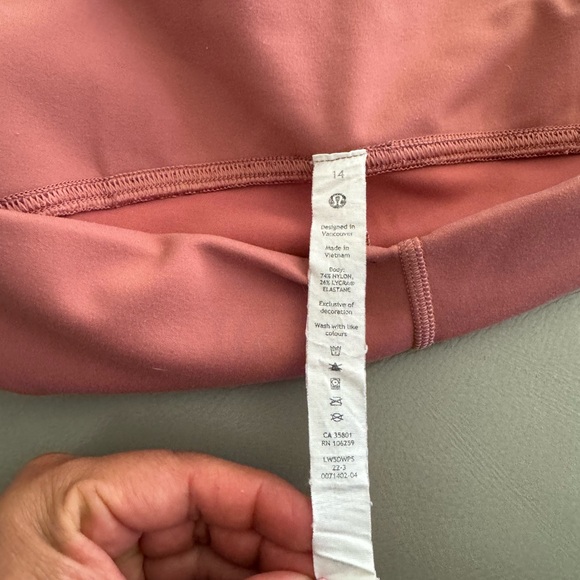 14
Designed in
Vancouver
Made in
Vietnam
Body:
74% NYLON,
26% LYCRA®
ELASTANE
Exclusive of
decoration
Wash with like
colours
CA 35801
RN 106259
LW5DWPS
22-3
0071402-04